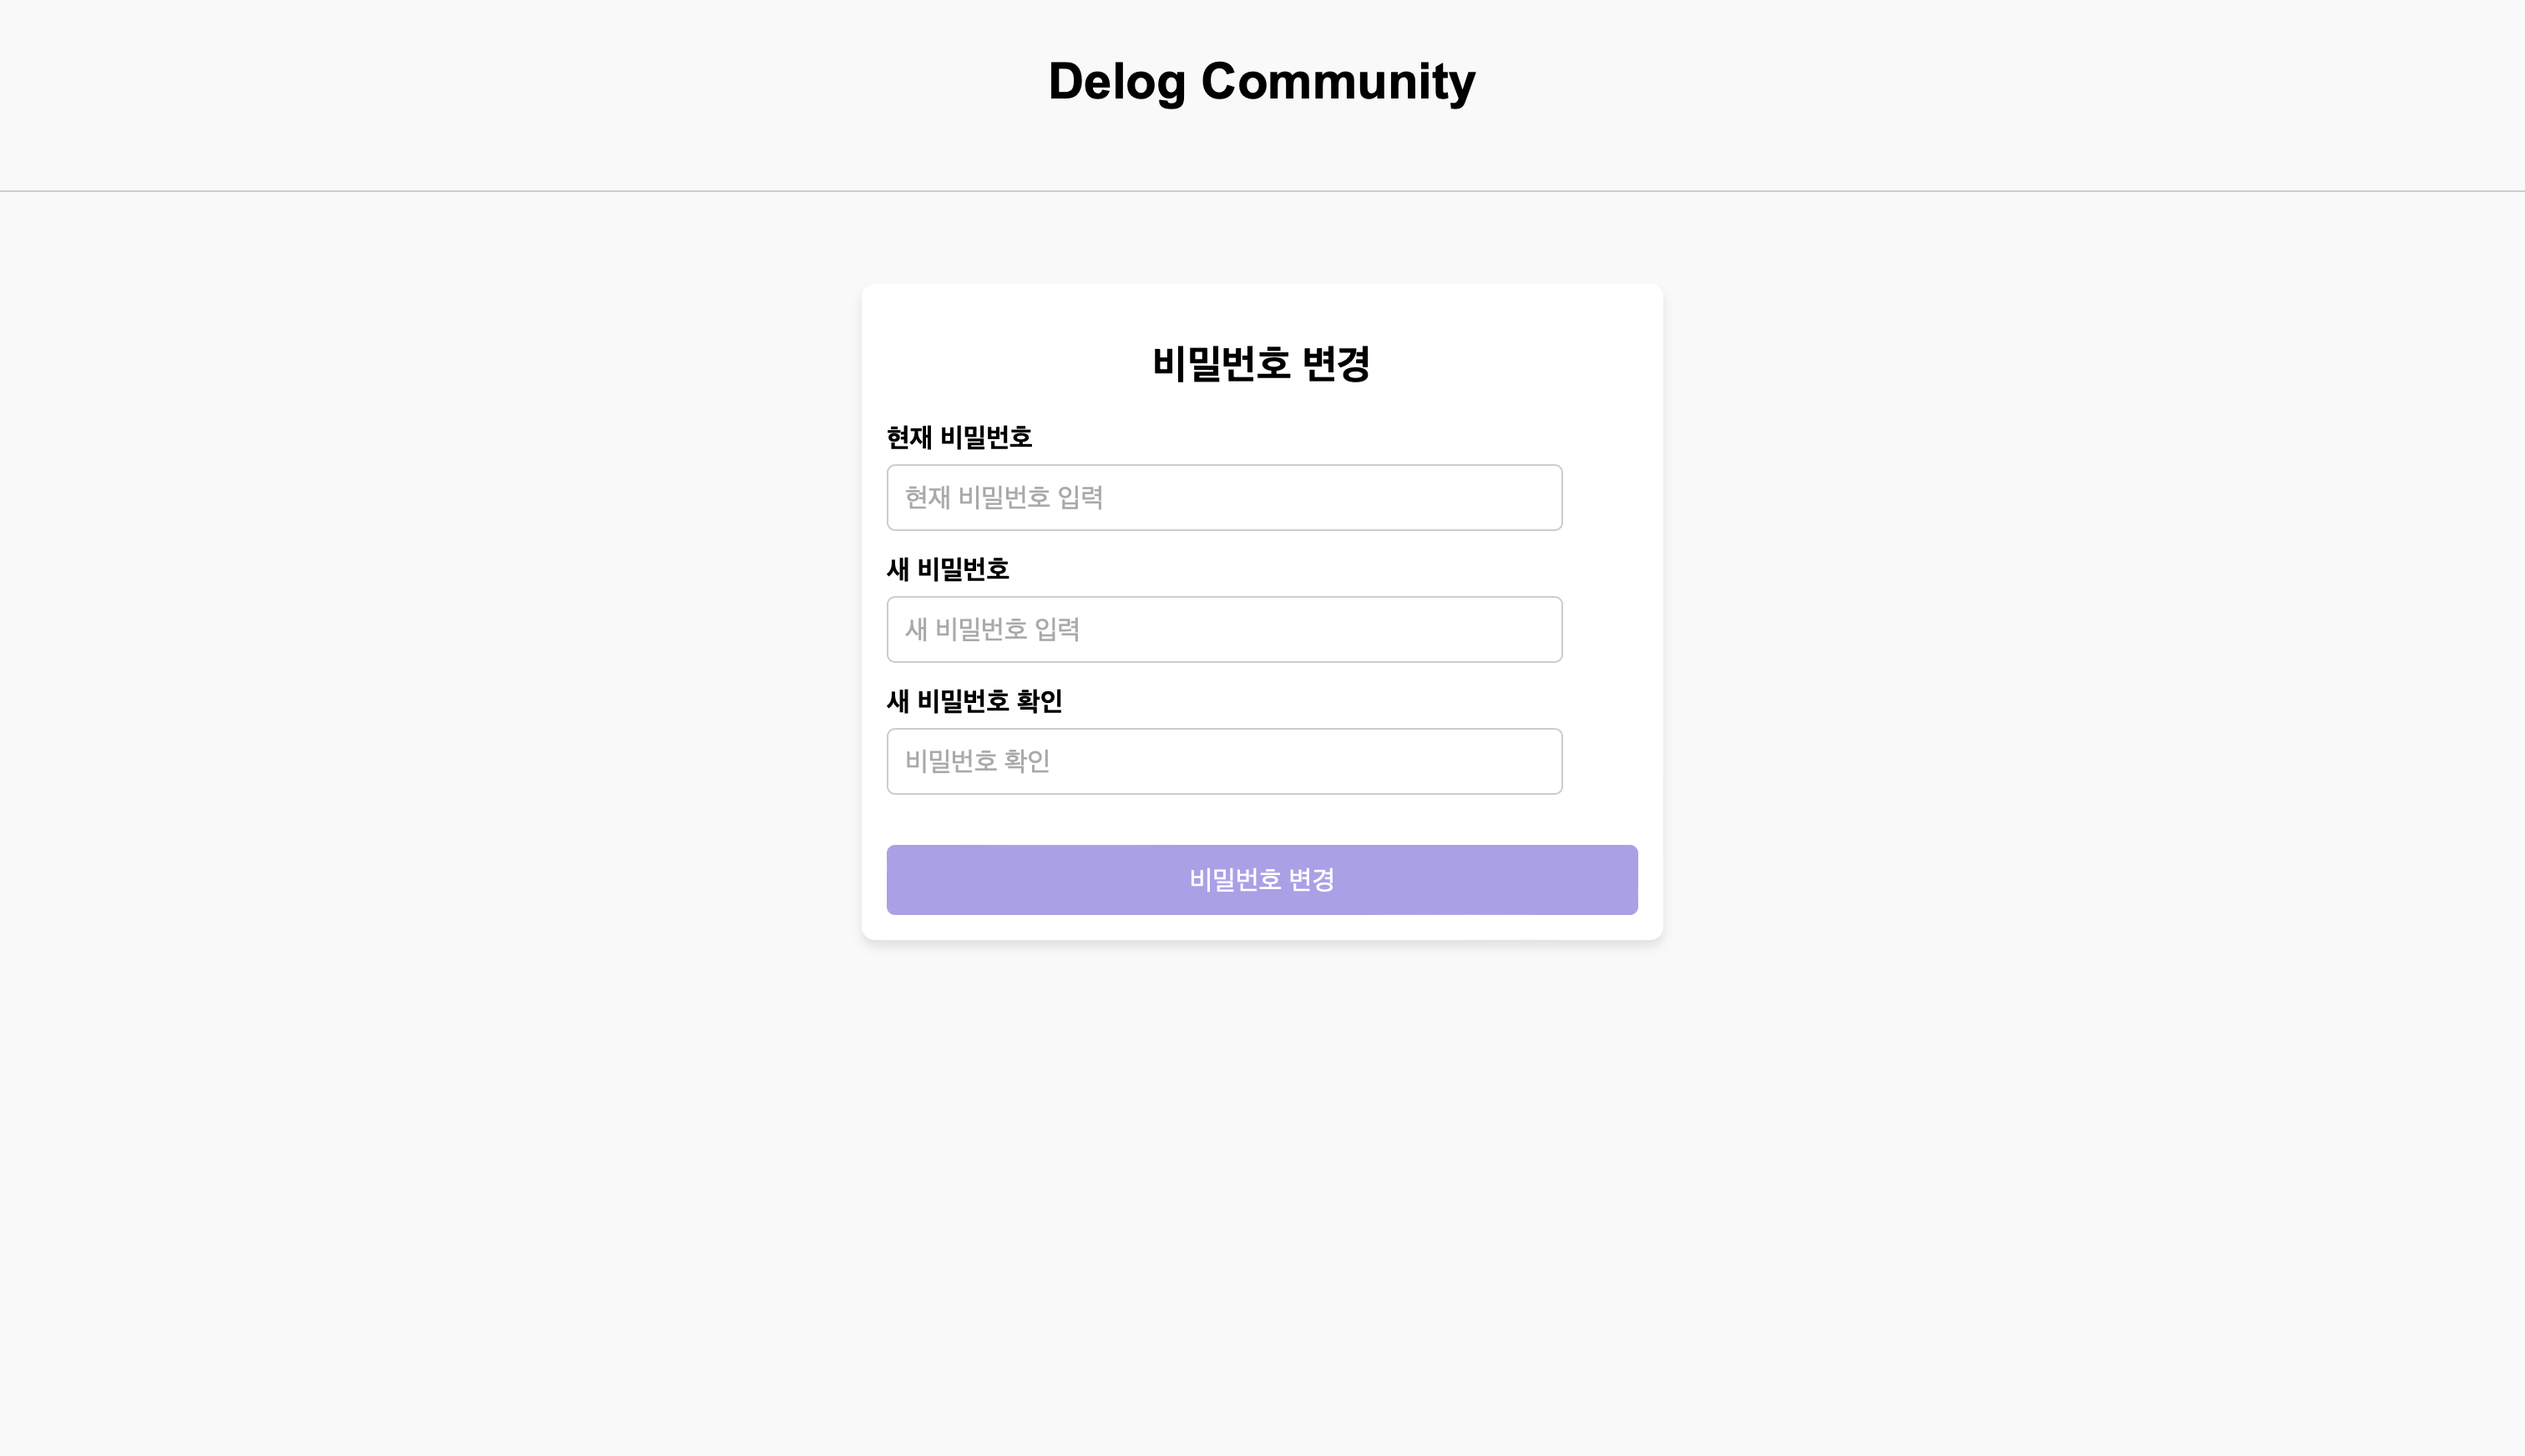 Delog Community
비밀번호 변경
현재 비밀번호
현재 비밀번호 입력
새 비밀번호
새 비밀번호 입력
새 비밀번호 확인
비밀번호 확인
비밀번호 변경